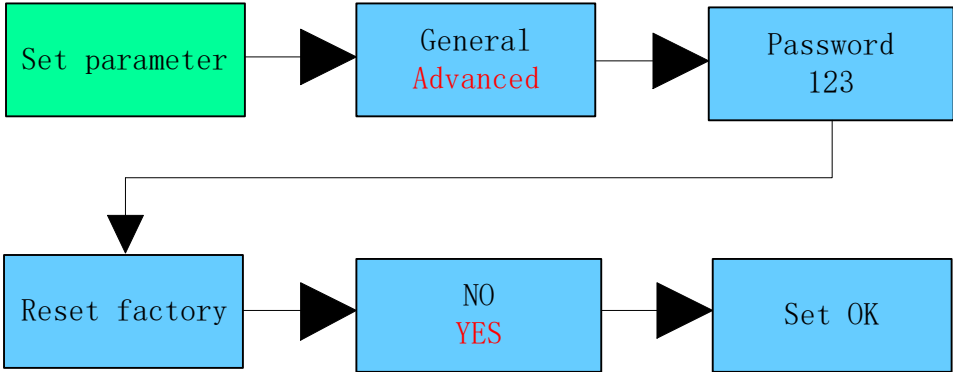 Set parameter
General
Advanced
Password
123
Reset factory
NO
YES
Set OK